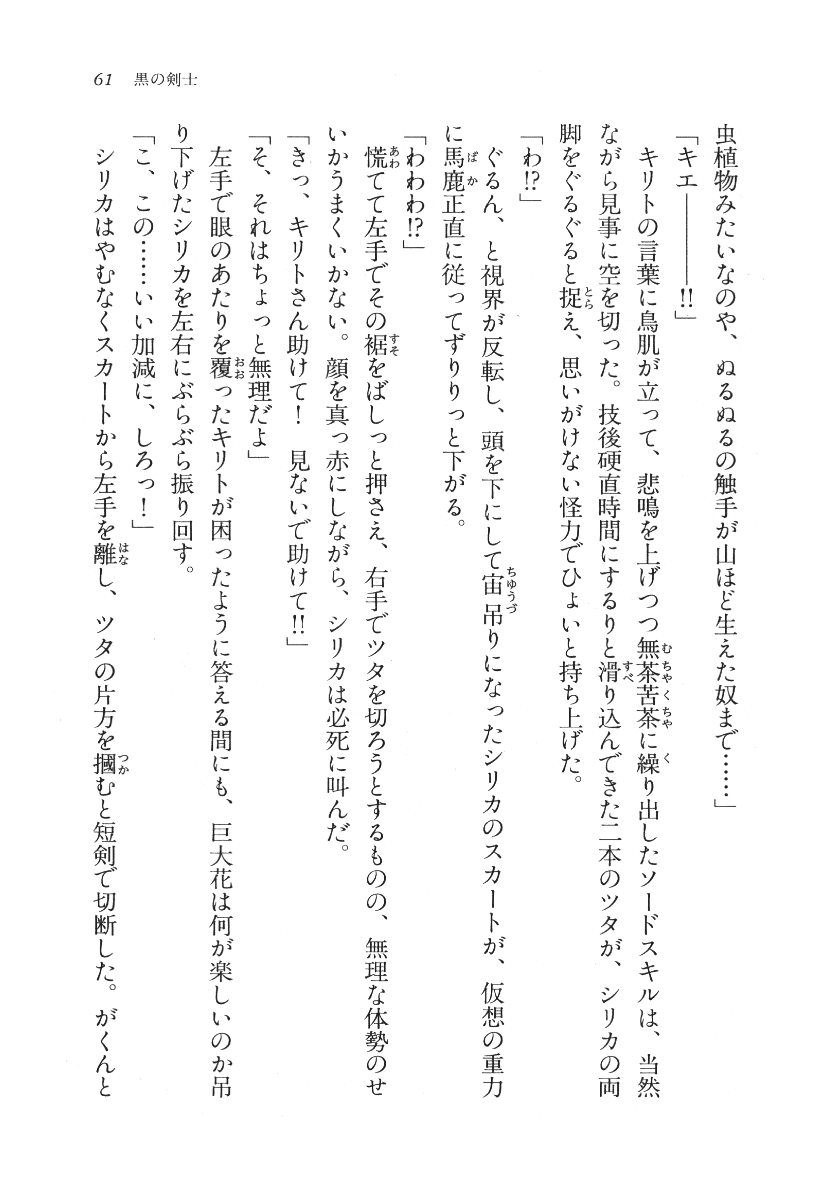 61 黒の剣士
虫植物みたいなのや、ぬるぬるの触手が山ほど生えた奴まで……」
「キエ――――!!」
キリトの言葉に鳥肌が立って、悲鳴を上げつつ無茶苦茶に繰り出したソードスキルは、当然
ながら見事に空を切った。技後硬直時間にするりと滑り込んできた二本のツタが、シリカの両
脚をぐるぐると捉え、思いがけない怪力でひょいと持ち上げた。
「わ!?」
ぐるん、と視界が反転し、頭を下にして宙吊りになったシリカのスカートが、仮想の重力
に馬鹿正直に従ってずりりっと下がる。
「わわわ!?」
慌てて左手でその裾をばしっと押さえ、右手でツタを切ろうとするものの、無理な体勢のせ
いかうまくいかない。顔を真っ赤にしながら、シリカは必死に叫んだ。
「きっ、キリトさん助けて！　見ないで助けて!!」
「そ、それはちょっと無理だよ」
左手で眼のあたりを覆ったキリトが困ったように答える間にも、巨大花は何が楽しいのか吊
り下げたシリカを左右にぶらぶら振り回す。
「こ、この……いい加減に、しろっ！」
シリカはやむなくスカートから左手を離し、ツタの片方を摑むと短剣で切断した。がくんと